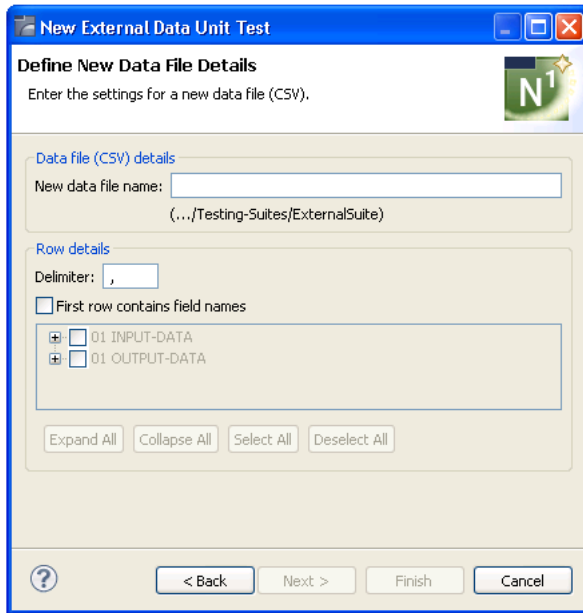 New External Data Unit Test
Define New Data File Details
Enter the settings for a new data file (CSV).
N1
Data file (CSV) details
New data file name:
(.../Testing-Suites/ExternalSuite)
Row details
Delimiter: ,
First row contains field names
01 INPUT-DATA
01 OUTPUT-DATA
Expand All Collapse All Select All Deselect All
? < Back Next > Finish Cancel